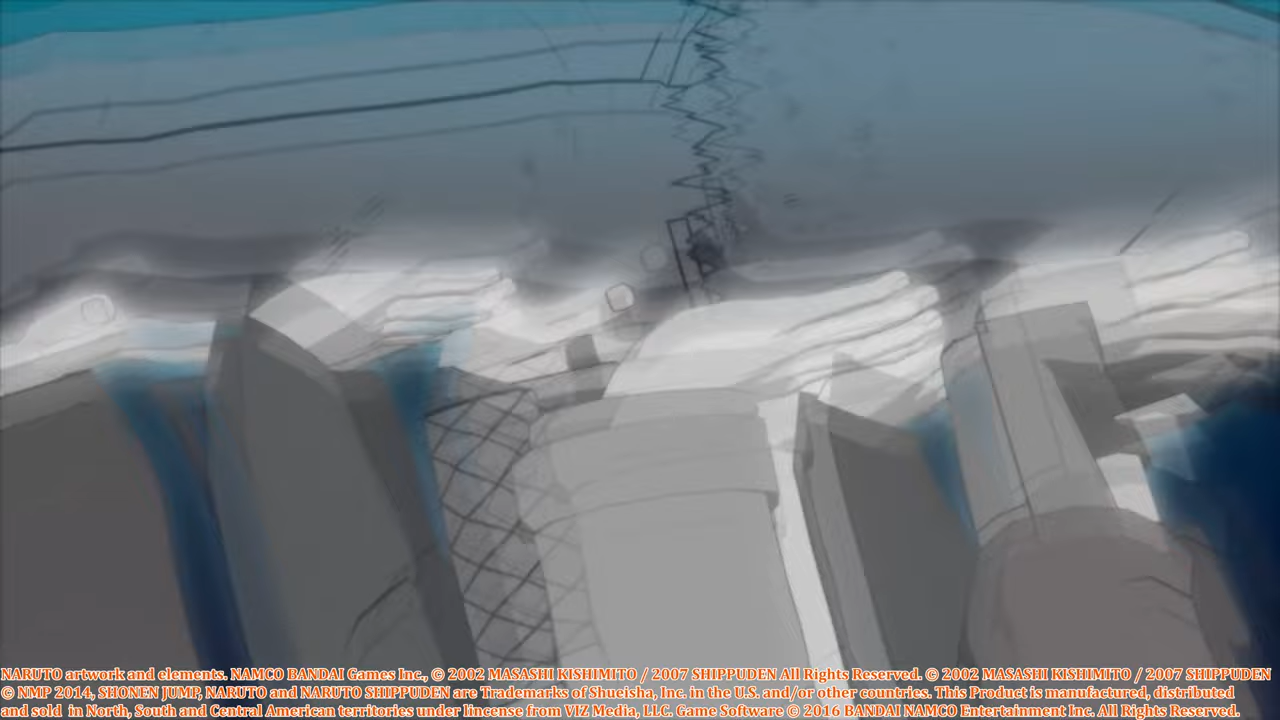 NARUTO artwork and elements. NAMCO BANDAI Games Inc., © 2002 MASASHI KISHIMITO / 2007 SHIPPUDEN All Rights Reserved. © 2002 MASASHI KISHIMITO / 2007 SHIPPUDEN
© NMP 2014, SHONEN JUMP, NARUTO and NARUTO SHIPPUDEN are Trademarks of Shueisha, Inc. in the U.S. and/or other countries. This Product is manufactured, distributed
and sold in North, South and Central American territories under lincense from VIZ Media, LLC. Game Software © 2016 BANDAI NAMCO Entertainment Inc. All Rights Reserved.